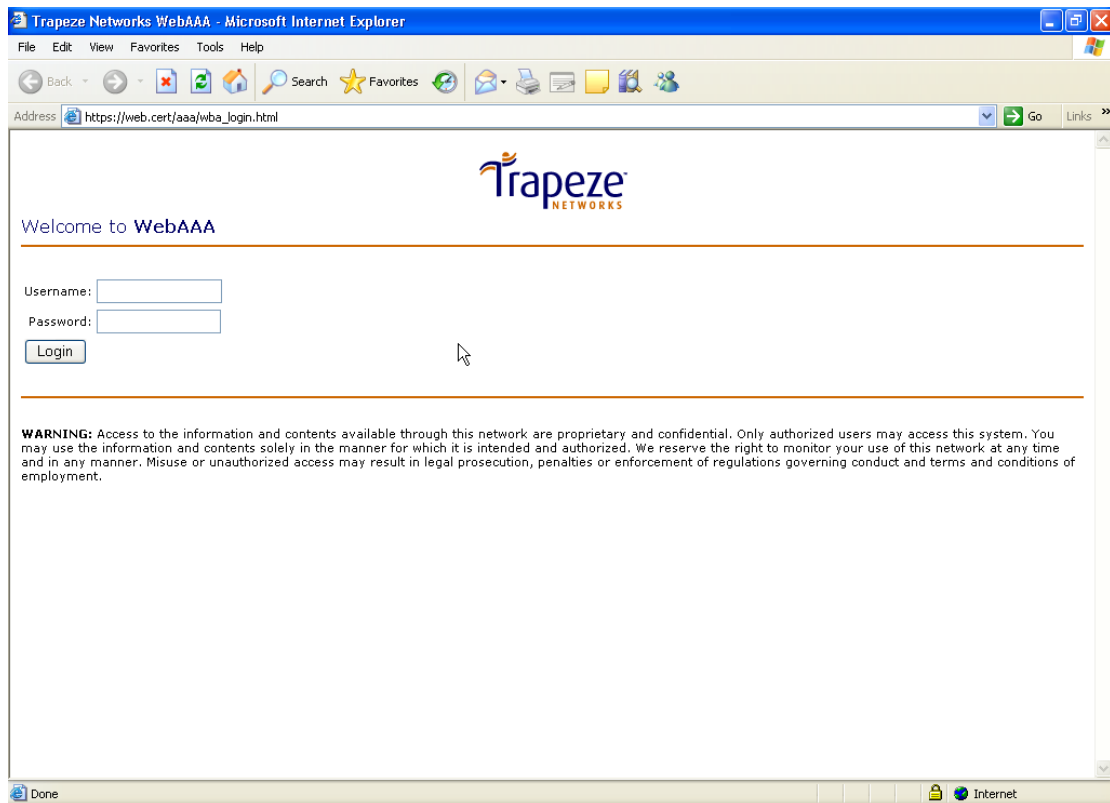 Trapeze Networks WebAAA - Microsoft Internet Explorer
File Edit View Favorites Tools Help
Back Search Favorites
Address https://web.cert/aaa/wba_login.html Go Links »
Trapeze
NETWORKS
Welcome to WebAAA
Username:
Password:
Login
WARNING: Access to the information and contents available through this network are proprietary and confidential. Only authorized users may access this system. You
may use the information and contents solely in the manner for which it is intended and authorized. We reserve the right to monitor your use of this network at any time
and in any manner. Misuse or unauthorized access may result in legal prosecution, penalties or enforcement of regulations governing conduct and terms and conditions of
employment.
Done Internet